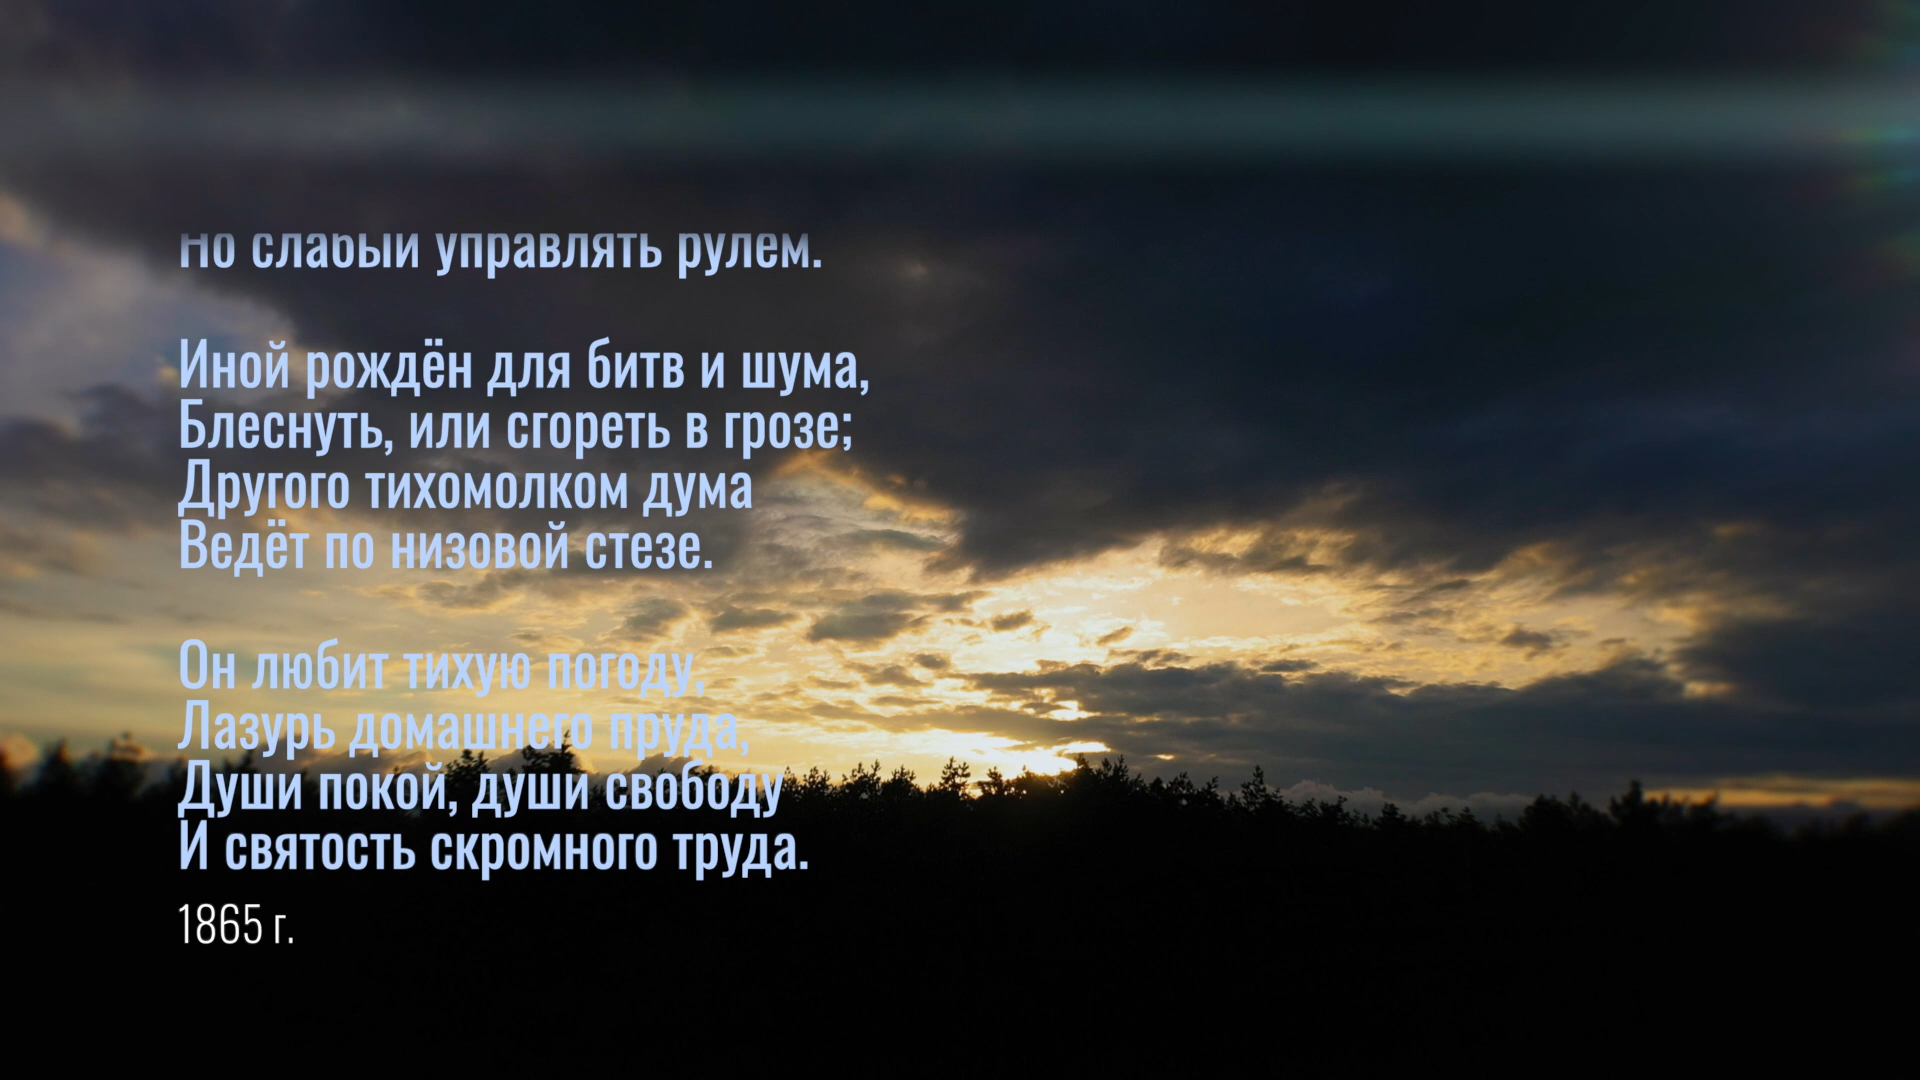 Но слабый управлять рулем.
Иной рождён для битв и шума,
Блеснуть, или сгореть в грозе;
Другого тихомолком дума
Ведёт по низовой стезе.
Он любит тихую погоду,
Лазурь домашнего пруда,
Души покой, души свободу
И святость скромного труда.
1865 г.